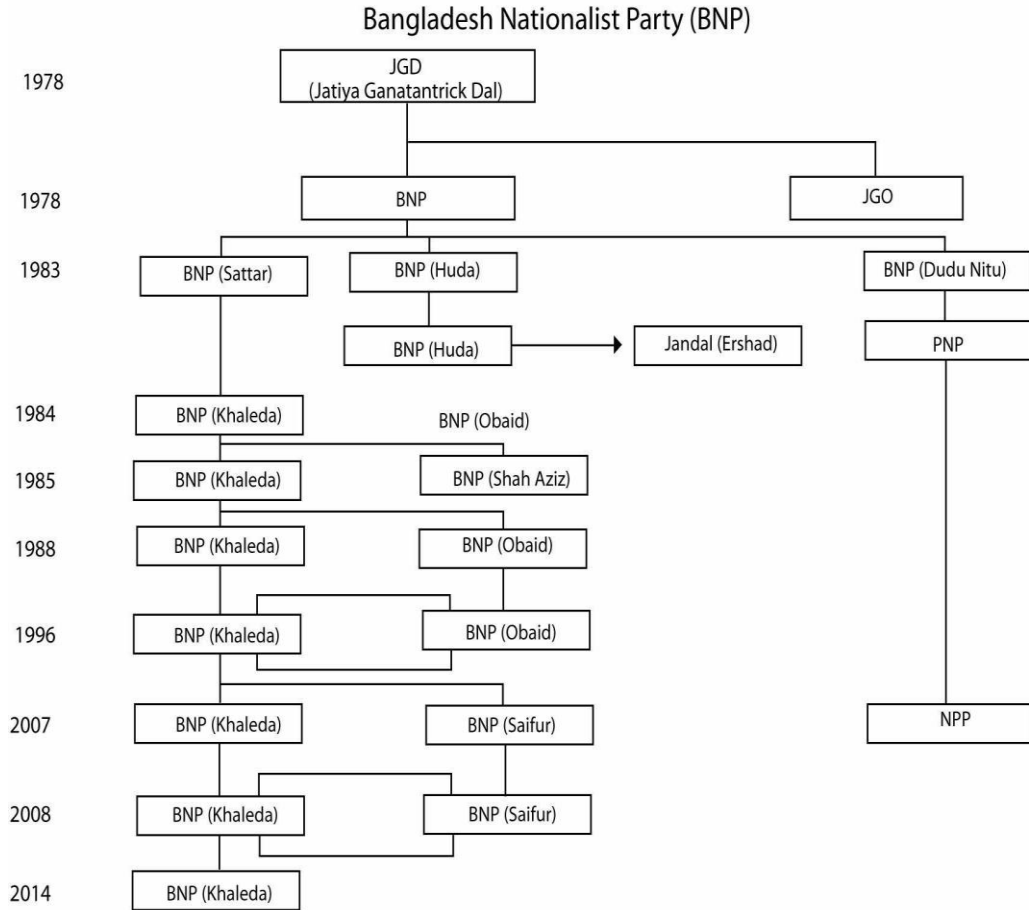 Bangladesh Nationalist Party (BNP)
1978
JGD
(Jatiya Ganatantrick Dal)
1978
BNP
JGO
1983
BNP (Sattar)
BNP (Huda)
BNP (Dudu Nitu)
BNP (Huda)
Jandal (Ershad)
PNP
1984
BNP (Khaleda)
BNP (Obaid)
1985
BNP (Khaleda)
BNP (Shah Aziz)
1988
BNP (Khaleda)
BNP (Obaid)
1996
BNP (Khaleda)
BNP (Obaid)
2007
BNP (Khaleda)
BNP (Saifur)
NPP
2008
BNP (Khaleda)
BNP (Saifur)
2014
BNP (Khaleda)